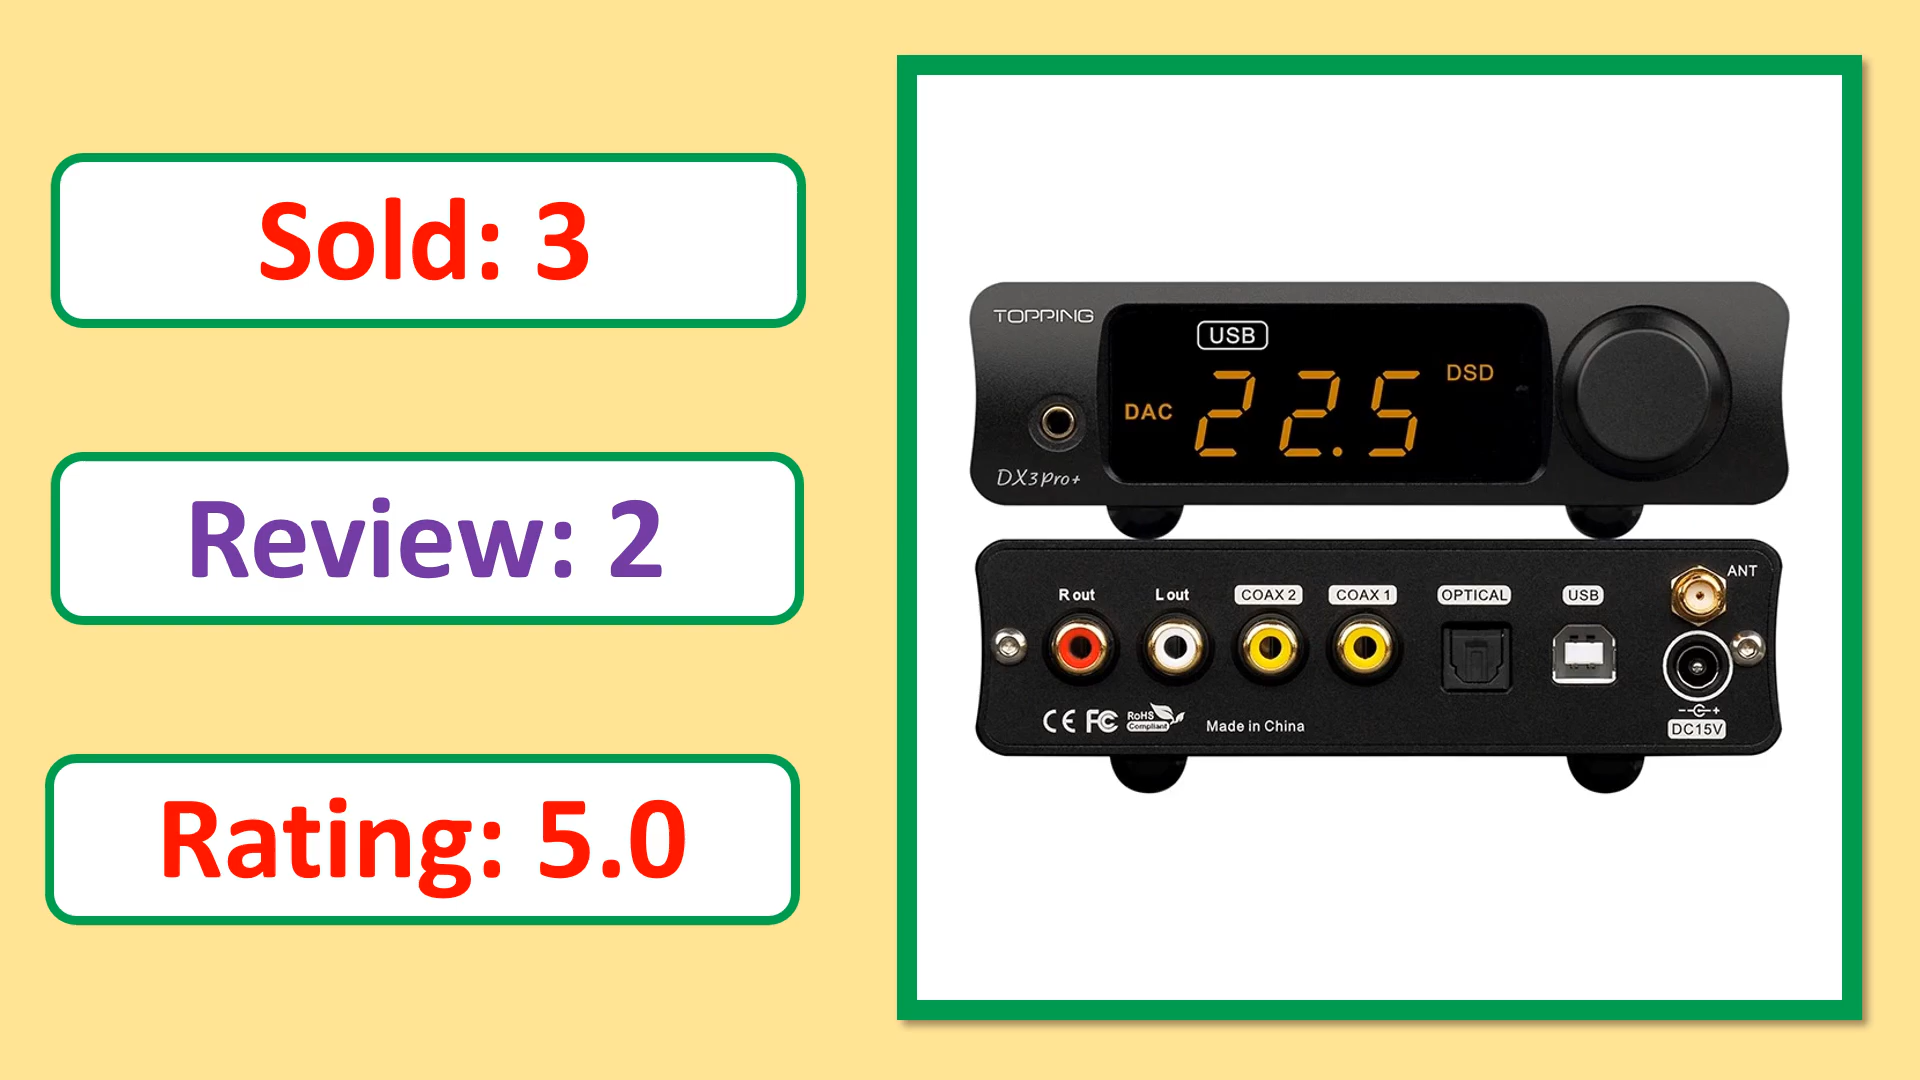 Sold: 3
Review: 2
Rating: 5.0
TOPPING
USB
DAC
22.5
DSD
DX3Pro+
R out
L out
COAX 2
COAX 1
OPTICAL
USB
ANT
CE FC RoHS Compliant
Made in China
- +
DC15V